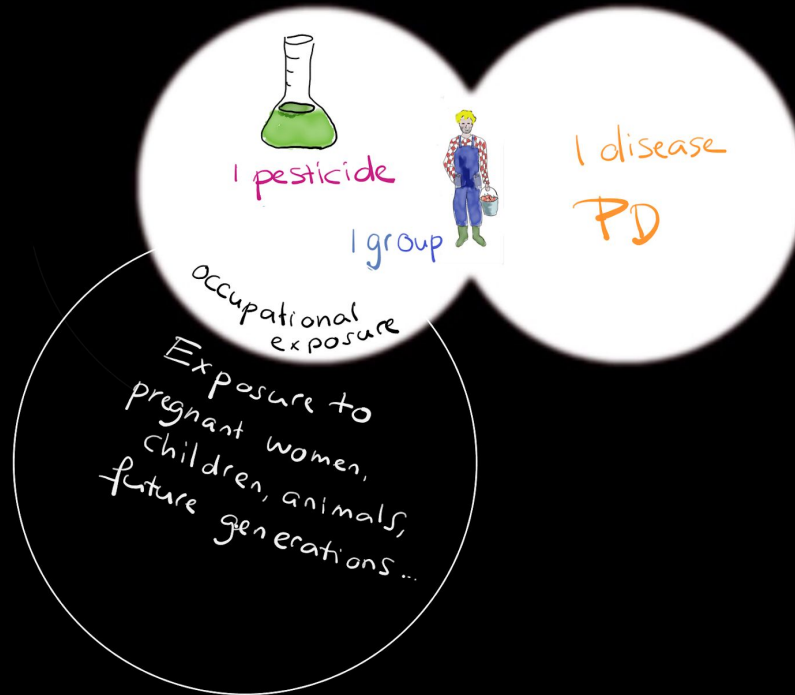 1 pesticide
1 group
occupational
exposure
1 disease
PD
Exposure to
pregnant women,
children, animals,
future generations...